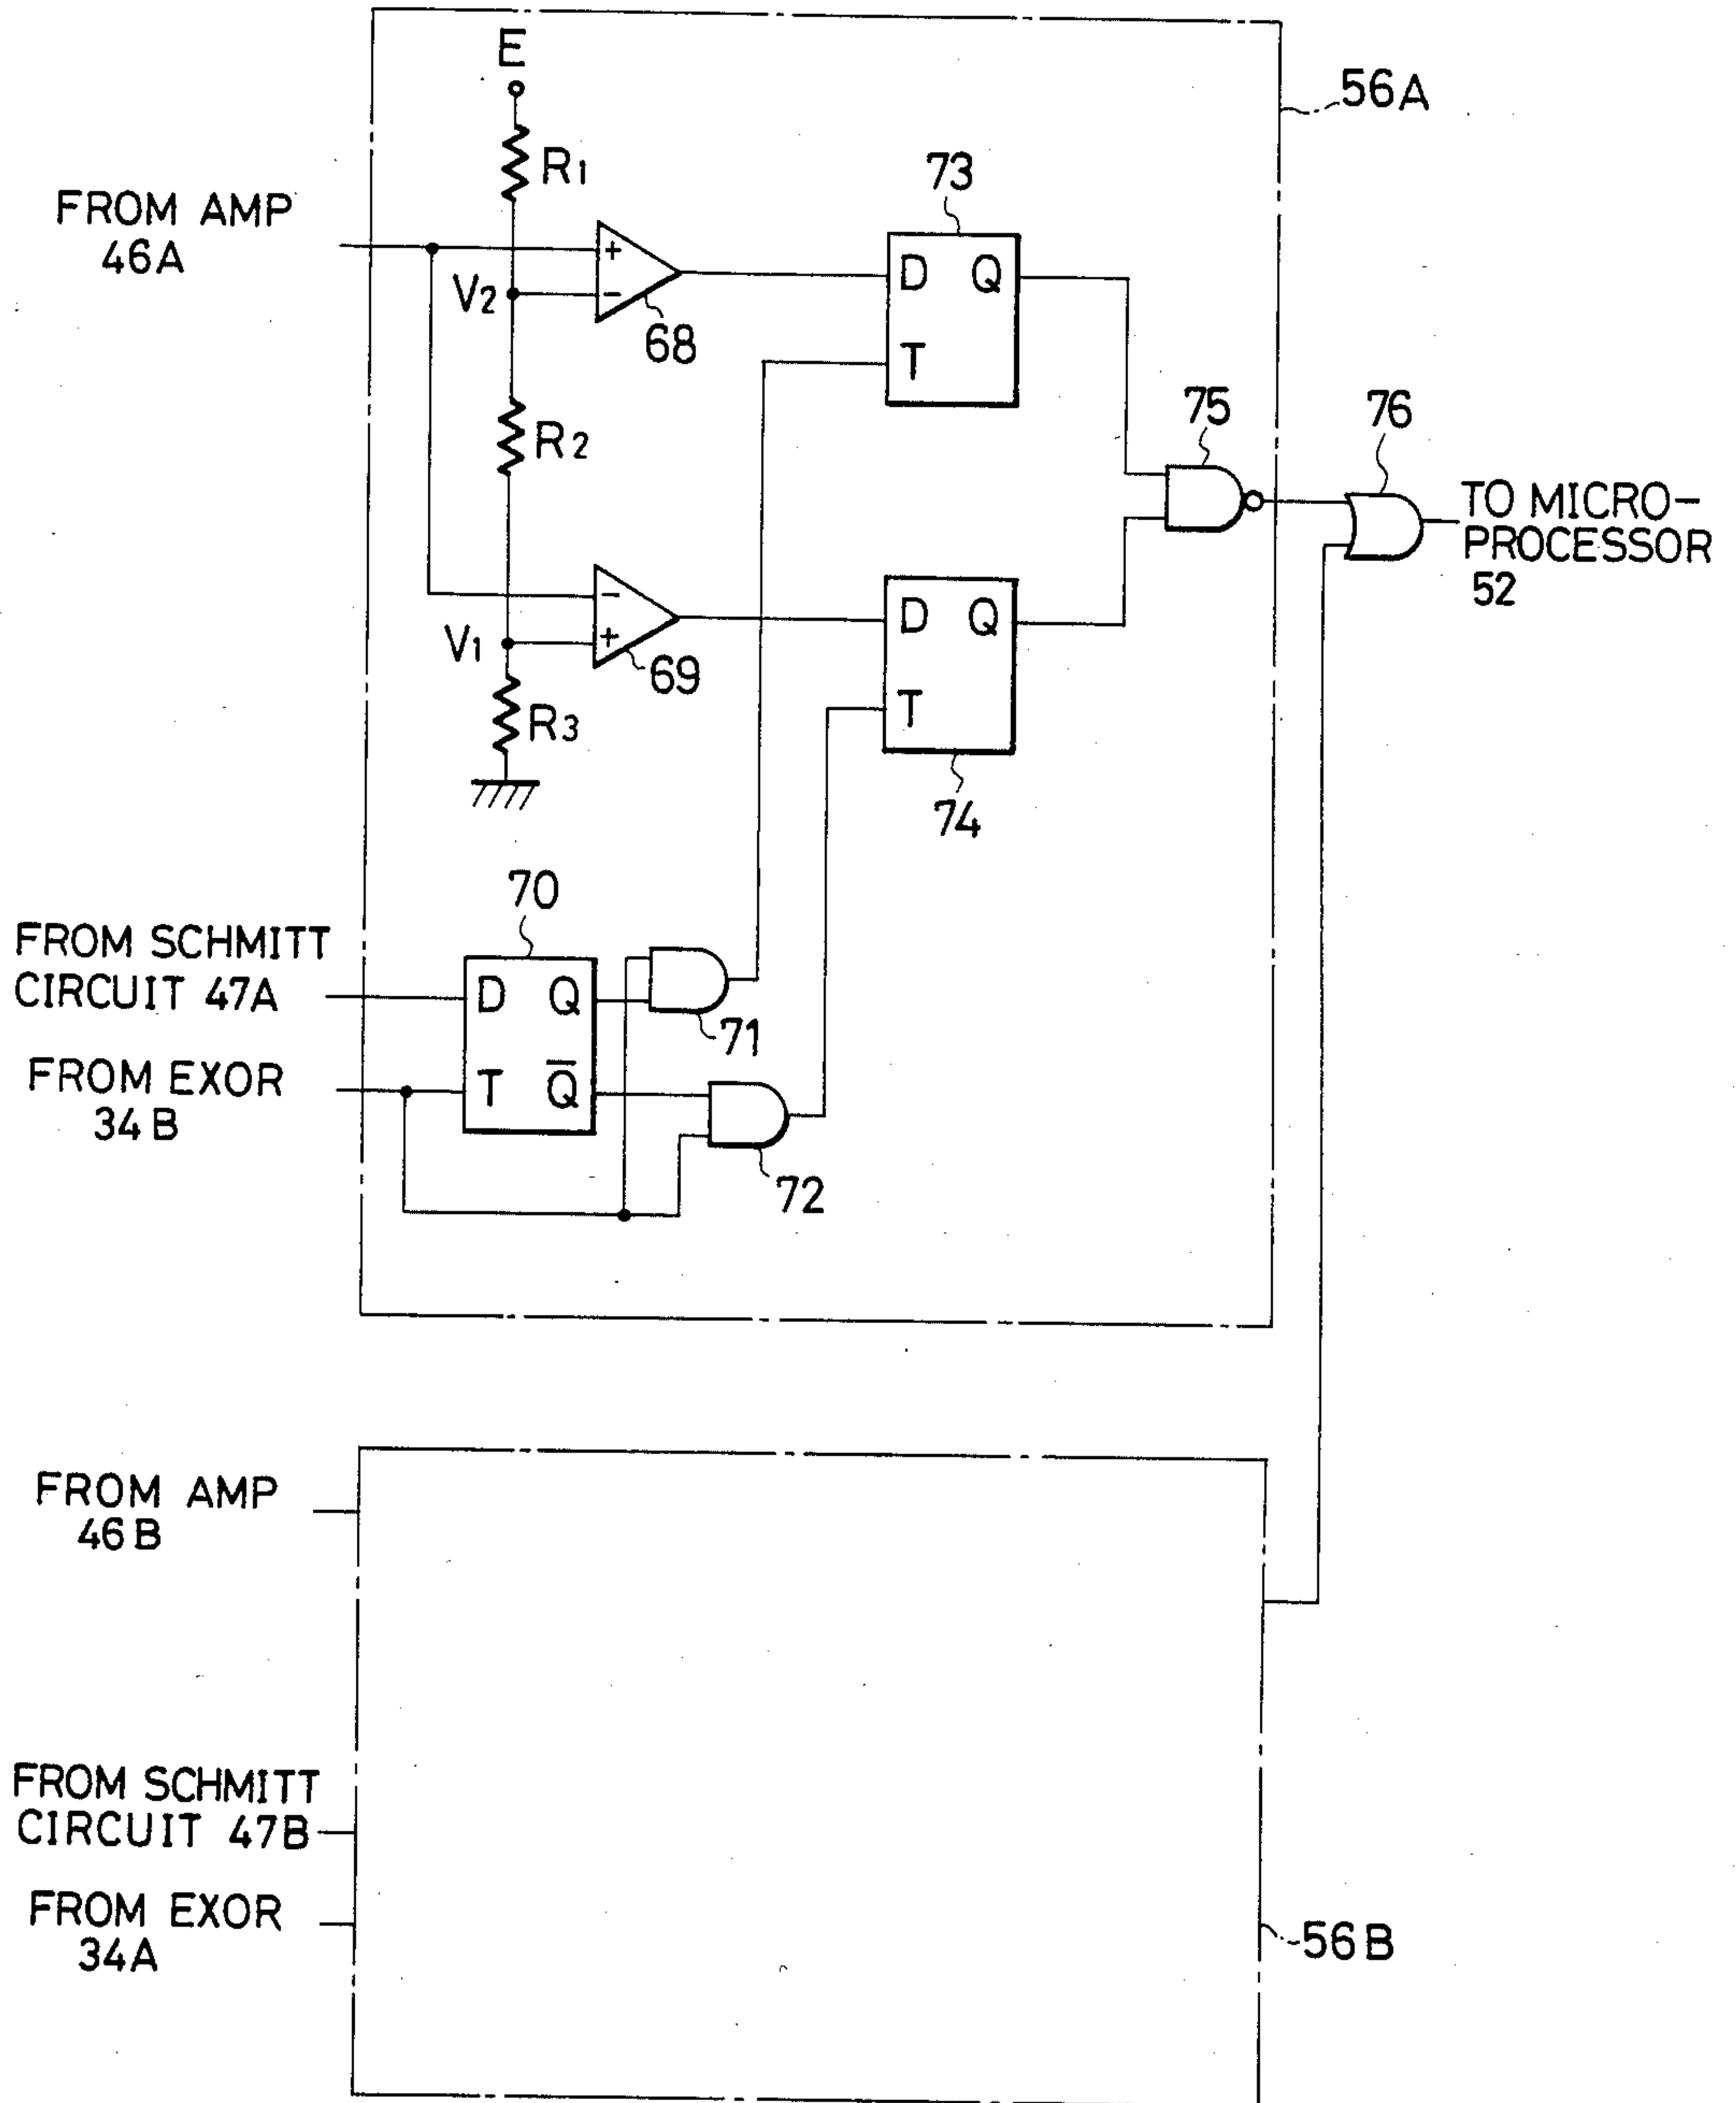 E
56A
R1
73
FROM AMP
46A
+
D Q
V2
-
68
T
75
76
R2
TO MICRO-
PROCESSOR
52
-
D Q
V1
+
69
T
R3
74
70
FROM SCHMITT
CIRCUIT 47A
D Q
71
FROM EXOR
34B
T Q̅
72
FROM AMP
46B
FROM SCHMITT
CIRCUIT 47B
FROM EXOR
34A
56B